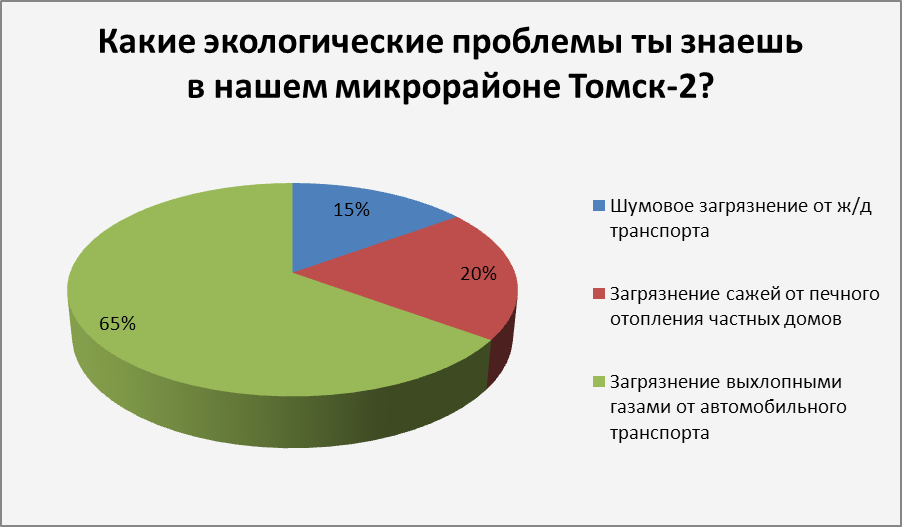 Какие экологические проблемы ты знаешь
в нашем микрорайоне Томск-2?
15%
20%
65%
Шумовое загрязнение от ж/д
транспорта
Загрязнение сажей от печного
отопления частных домов
Загрязнение выхлопными
газами от автомобильного
транспорта